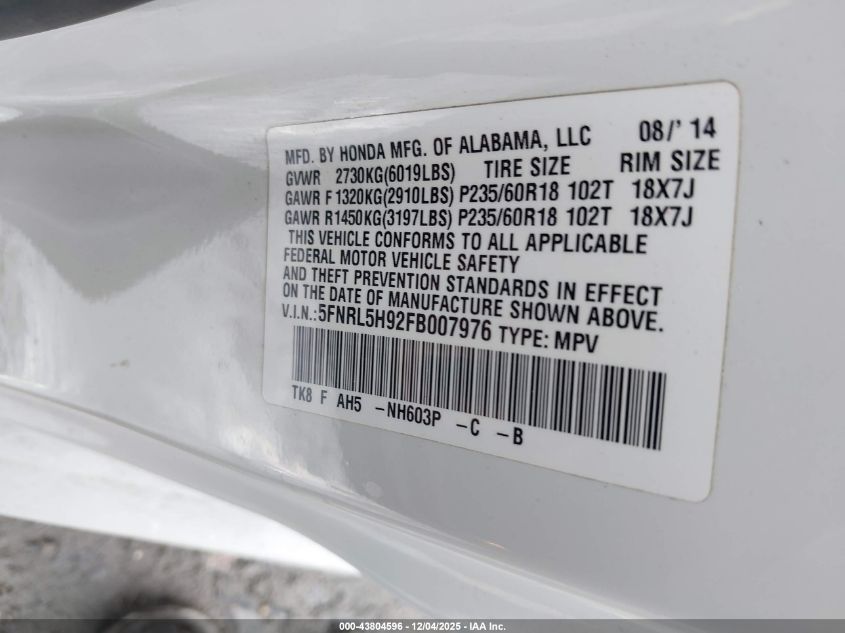 MFD. BY HONDA MFG. OF ALABAMA, LLC 08/' 14
GVWR 2730KG(6019LBS) TIRE SIZE RIM SIZE
GAWR F 1320KG(2910LBS) P235/60R18 102T 18X7J
GAWR R1450KG(3197LBS) P235/60R18 102T 18X7J
THIS VEHICLE CONFORMS TO ALL APPLICABLE
FEDERAL MOTOR VEHICLE SAFETY
AND THEFT PREVENTION STANDARDS IN EFFECT
ON THE DATE OF MANUFACTURE SHOWN ABOVE.
V.I.N.:5FNRL5H92FB007976 TYPE: MPV
TK8 F AH5 -NH603P -C -B
000-43804596 - 12/04/2025 - IAA Inc.